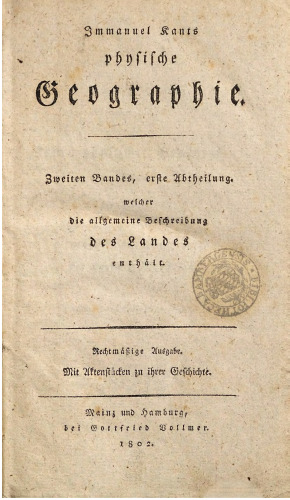 Immanuel Kants
physische
Geographie.
Zweiten Bandes, erste Abtheilung.
welcher
die allgemeine Beschreibung
des Landes
enthält.
Rechtmäßige Ausgabe.
Mit Aktenstücken zu ihrer Geschichte.
Mainz und Hamburg,
bei Gottfried Vollmer.
1802.